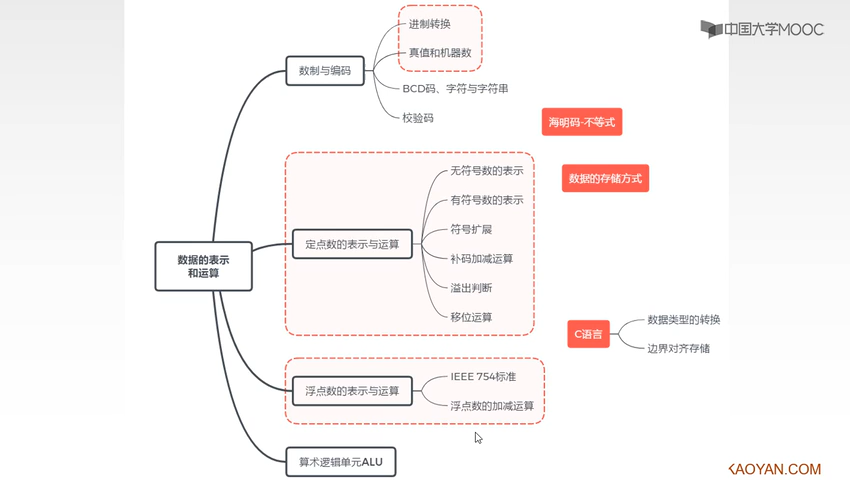 中国大学MOOC
数据的表示
和运算
数制与编码
进制转换
真值和机器数
BCD码、字符与字符串
校验码
海明码-不等式
定点数的表示与运算
无符号数的表示
有符号数的表示
符号扩展
补码加减运算
溢出判断
移位运算
数据的存储方式
C语言
数据类型的转换
边界对齐存储
浮点数的表示与运算
IEEE 754标准
浮点数的加减运算
算术逻辑单元ALU
KAOYAN.COM